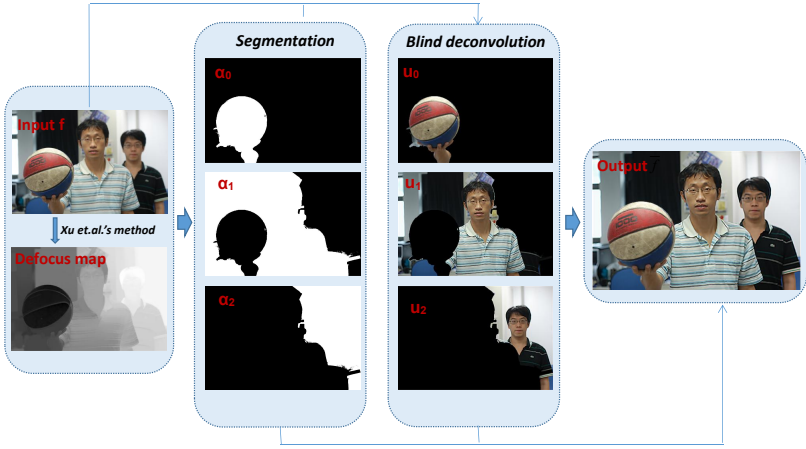 Segmentation
Blind deconvolution
α₀
u₀
Input f
α₁
u₁
Output
Xu et.al.'s method
Defocus map
α₂
u₂